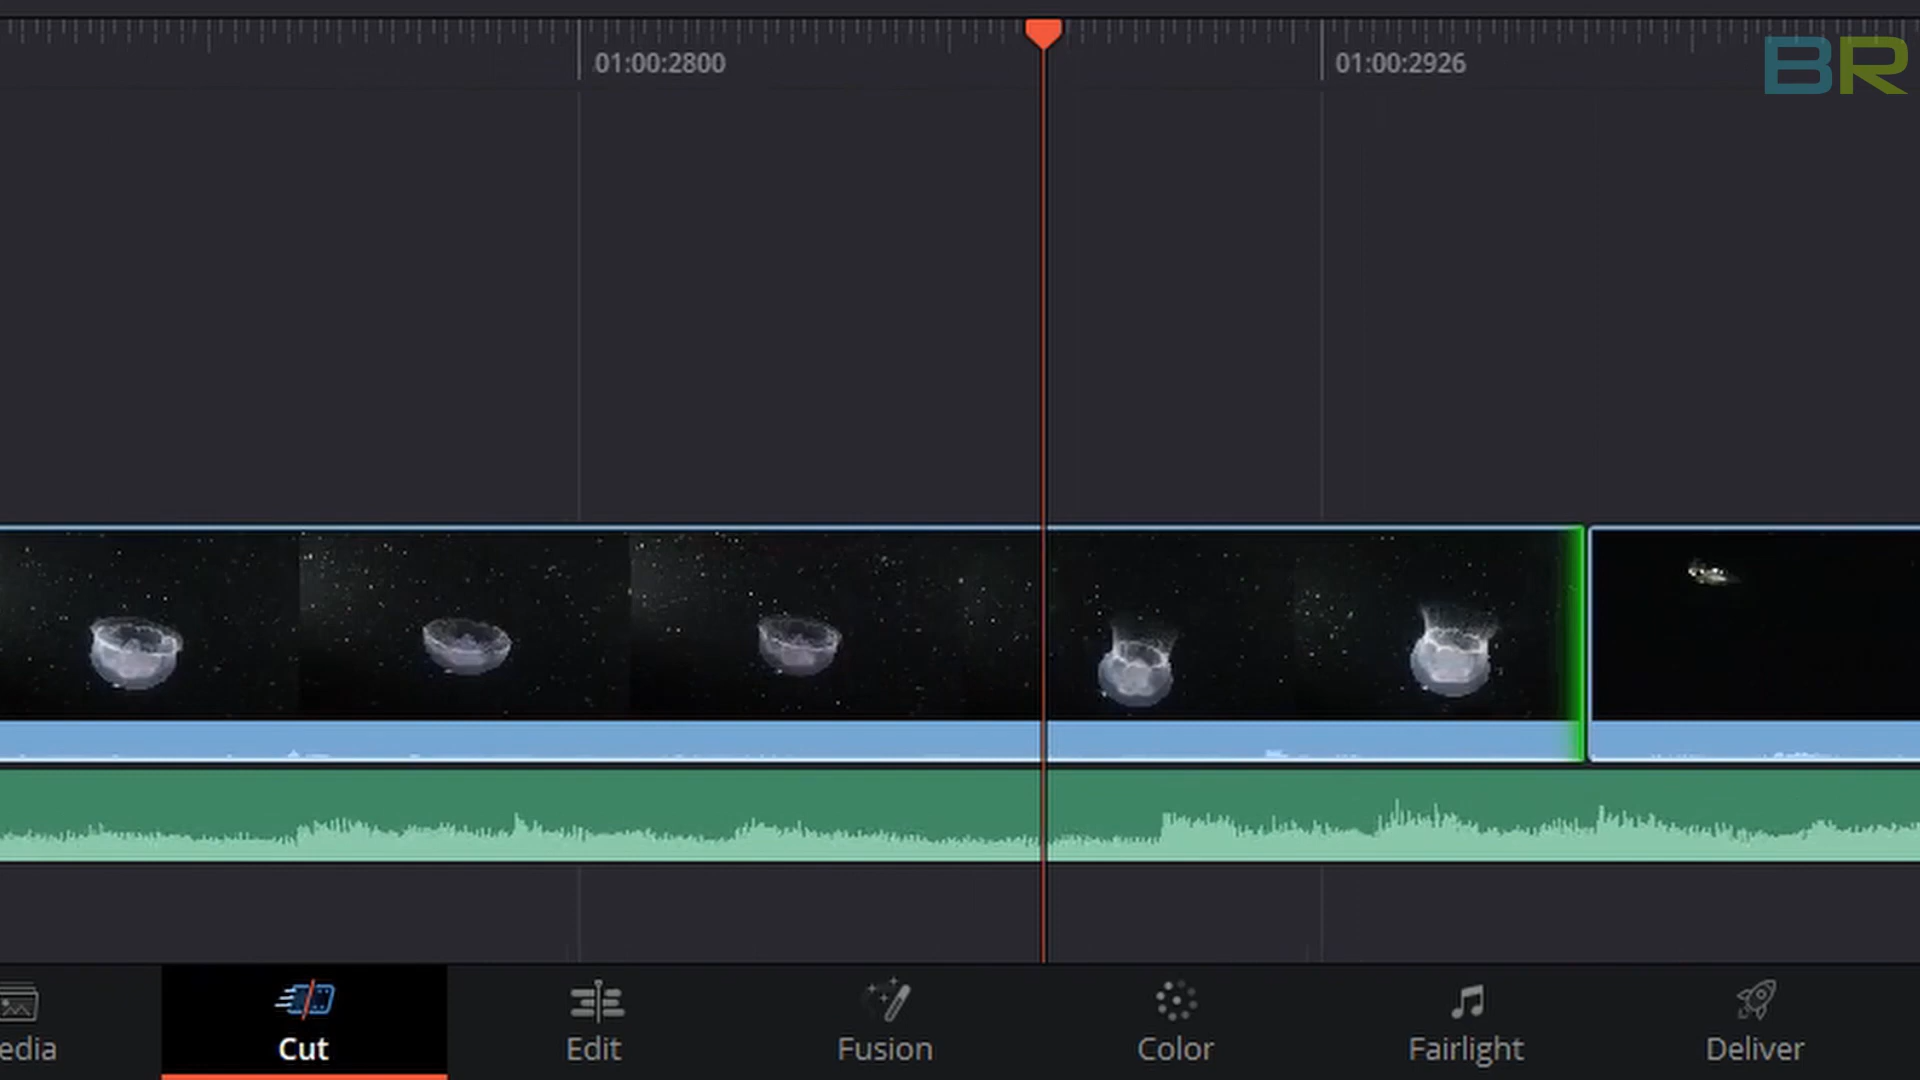 01:00:2800
01:00:2926
BR
edia
Cut
Edit
Fusion
Color
Fairlight
Deliver